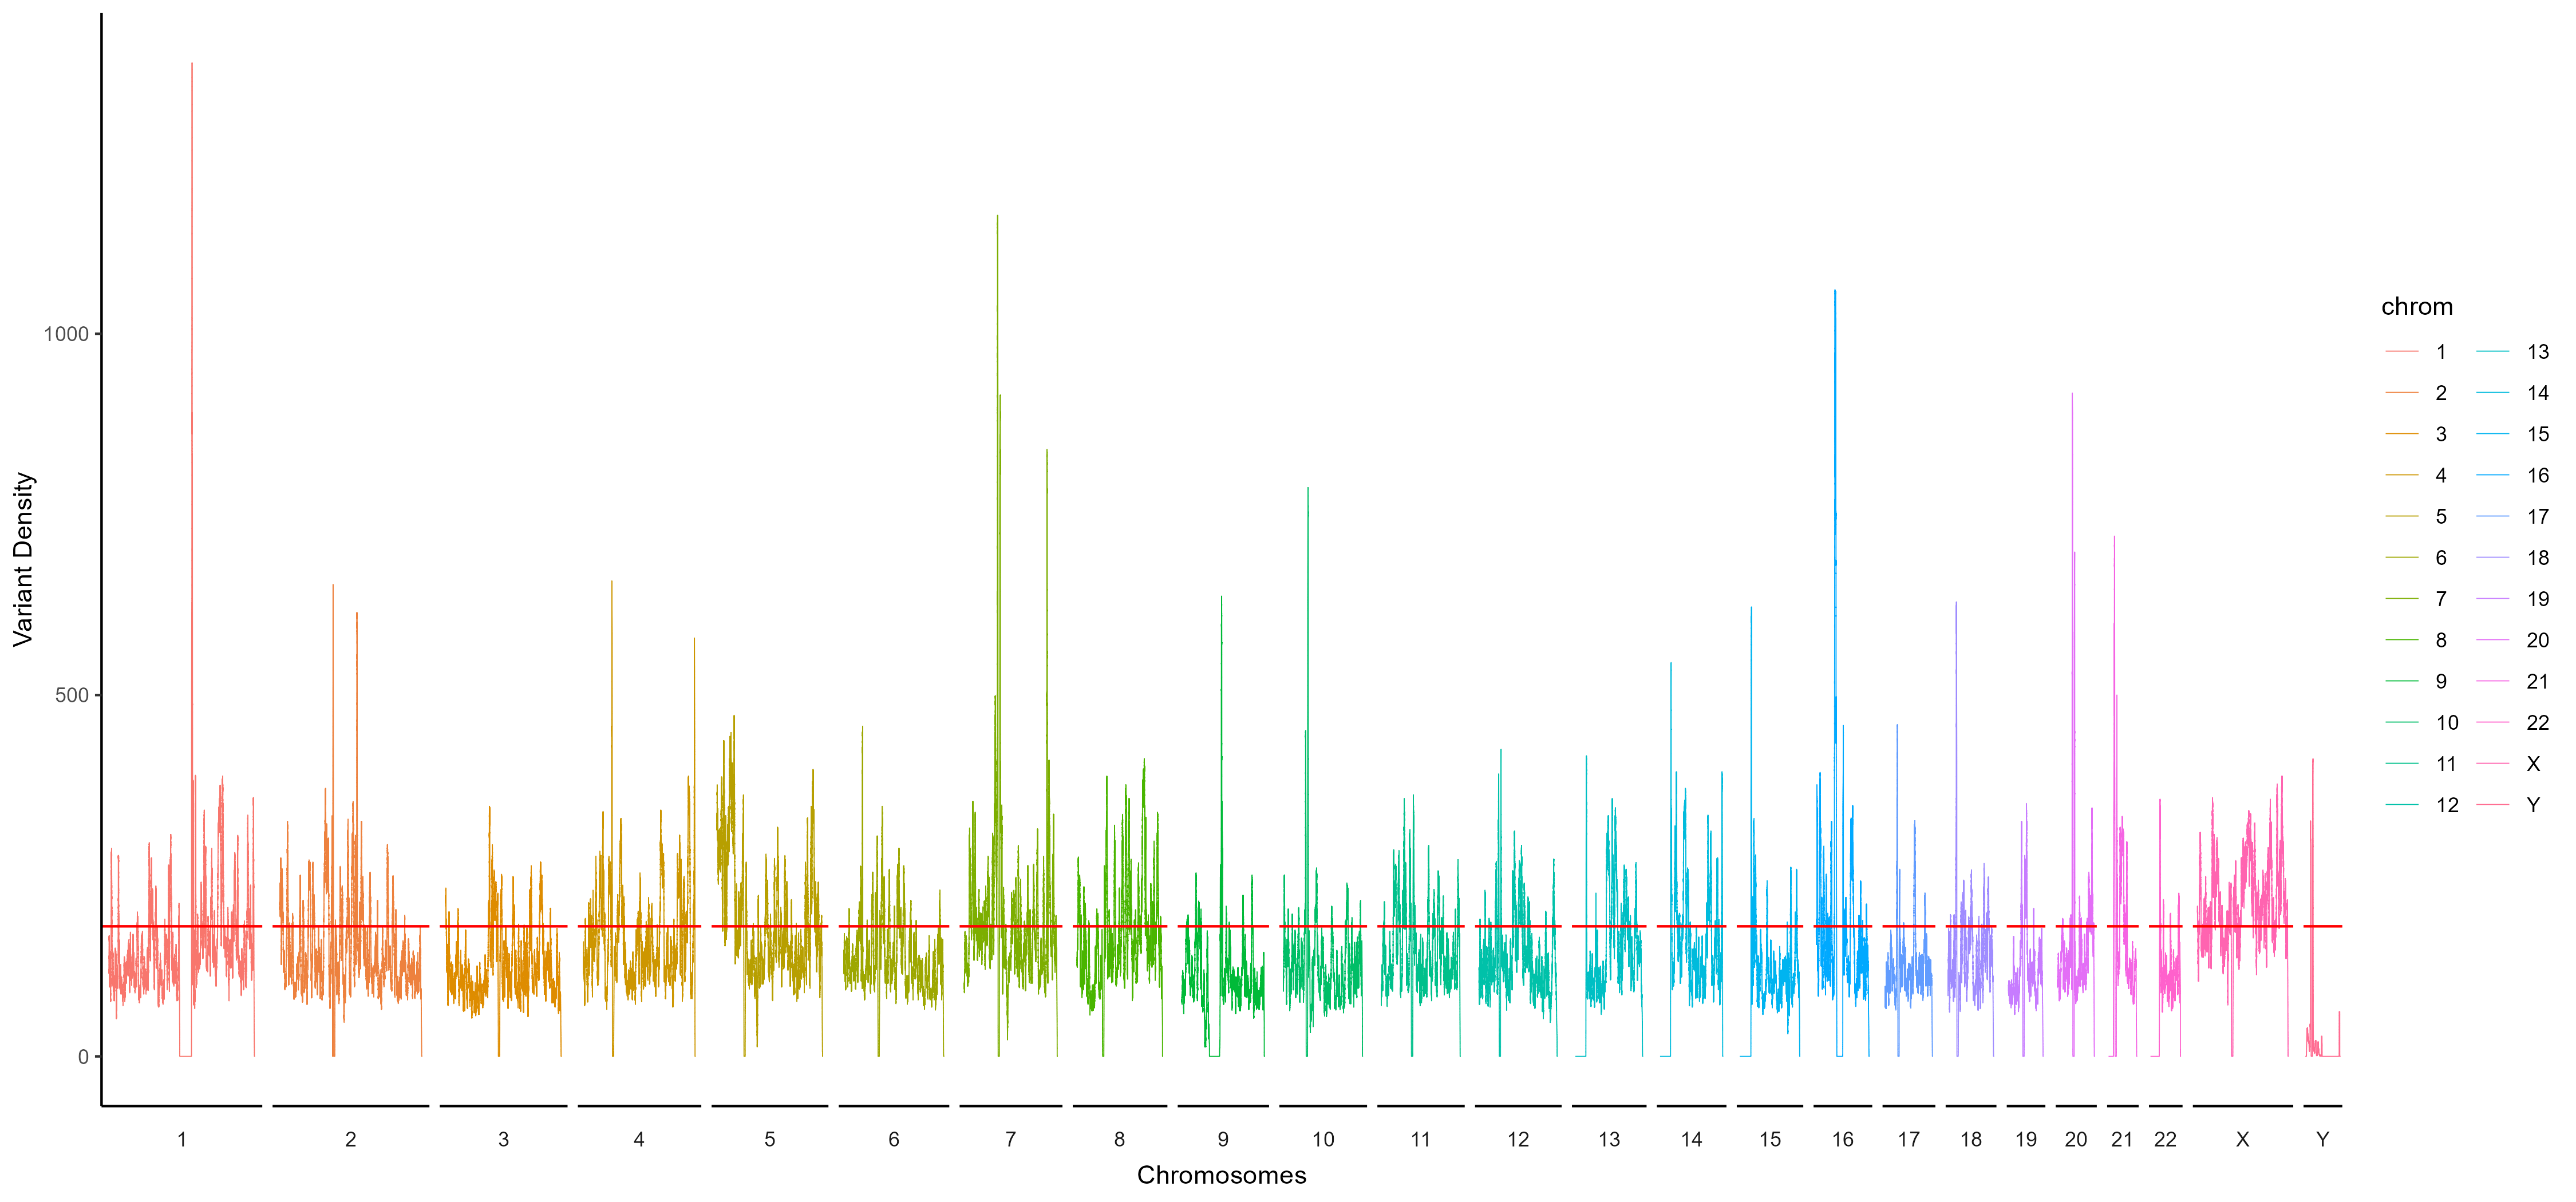 Variant Density
1000
500
0
1 2 3 4 5 6 7 8 9 10 11 12 13 14 15 16 17 18 19 20 21 22 X Y
Chromosomes
chrom
1 13
2 14
3 15
4 16
5 17
6 18
7 19
8 20
9 21
10 22
11 X
12 Y